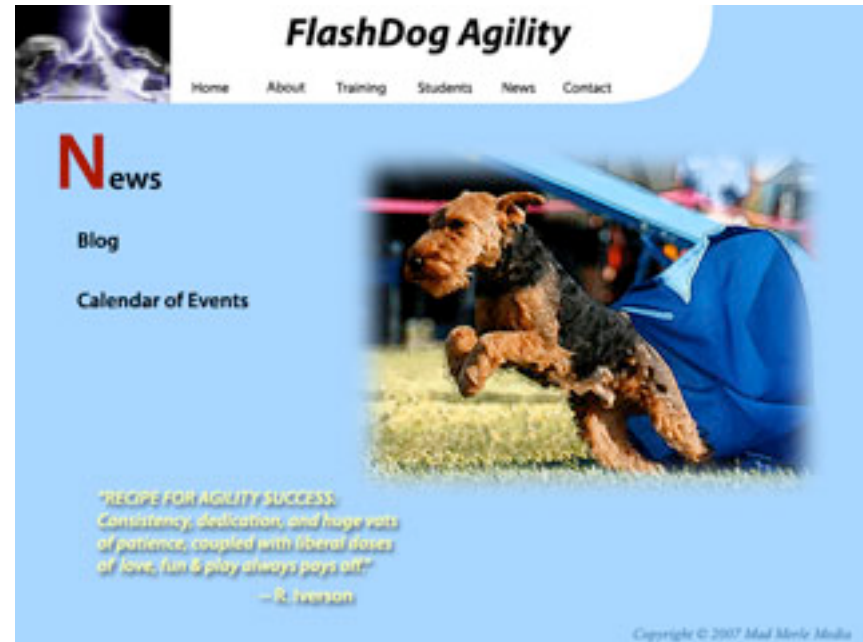 FlashDog Agility
Home About Training Students News Contact
News
Blog
Calendar of Events
"RECIPE FOR AGILITY SUCCESS.
Consistency, dedication, and huge vats
of patience, coupled with liberal doses
of love, fun & play always pays off."
– R. Iverson
Copyright © 2007 Mad Merle Media